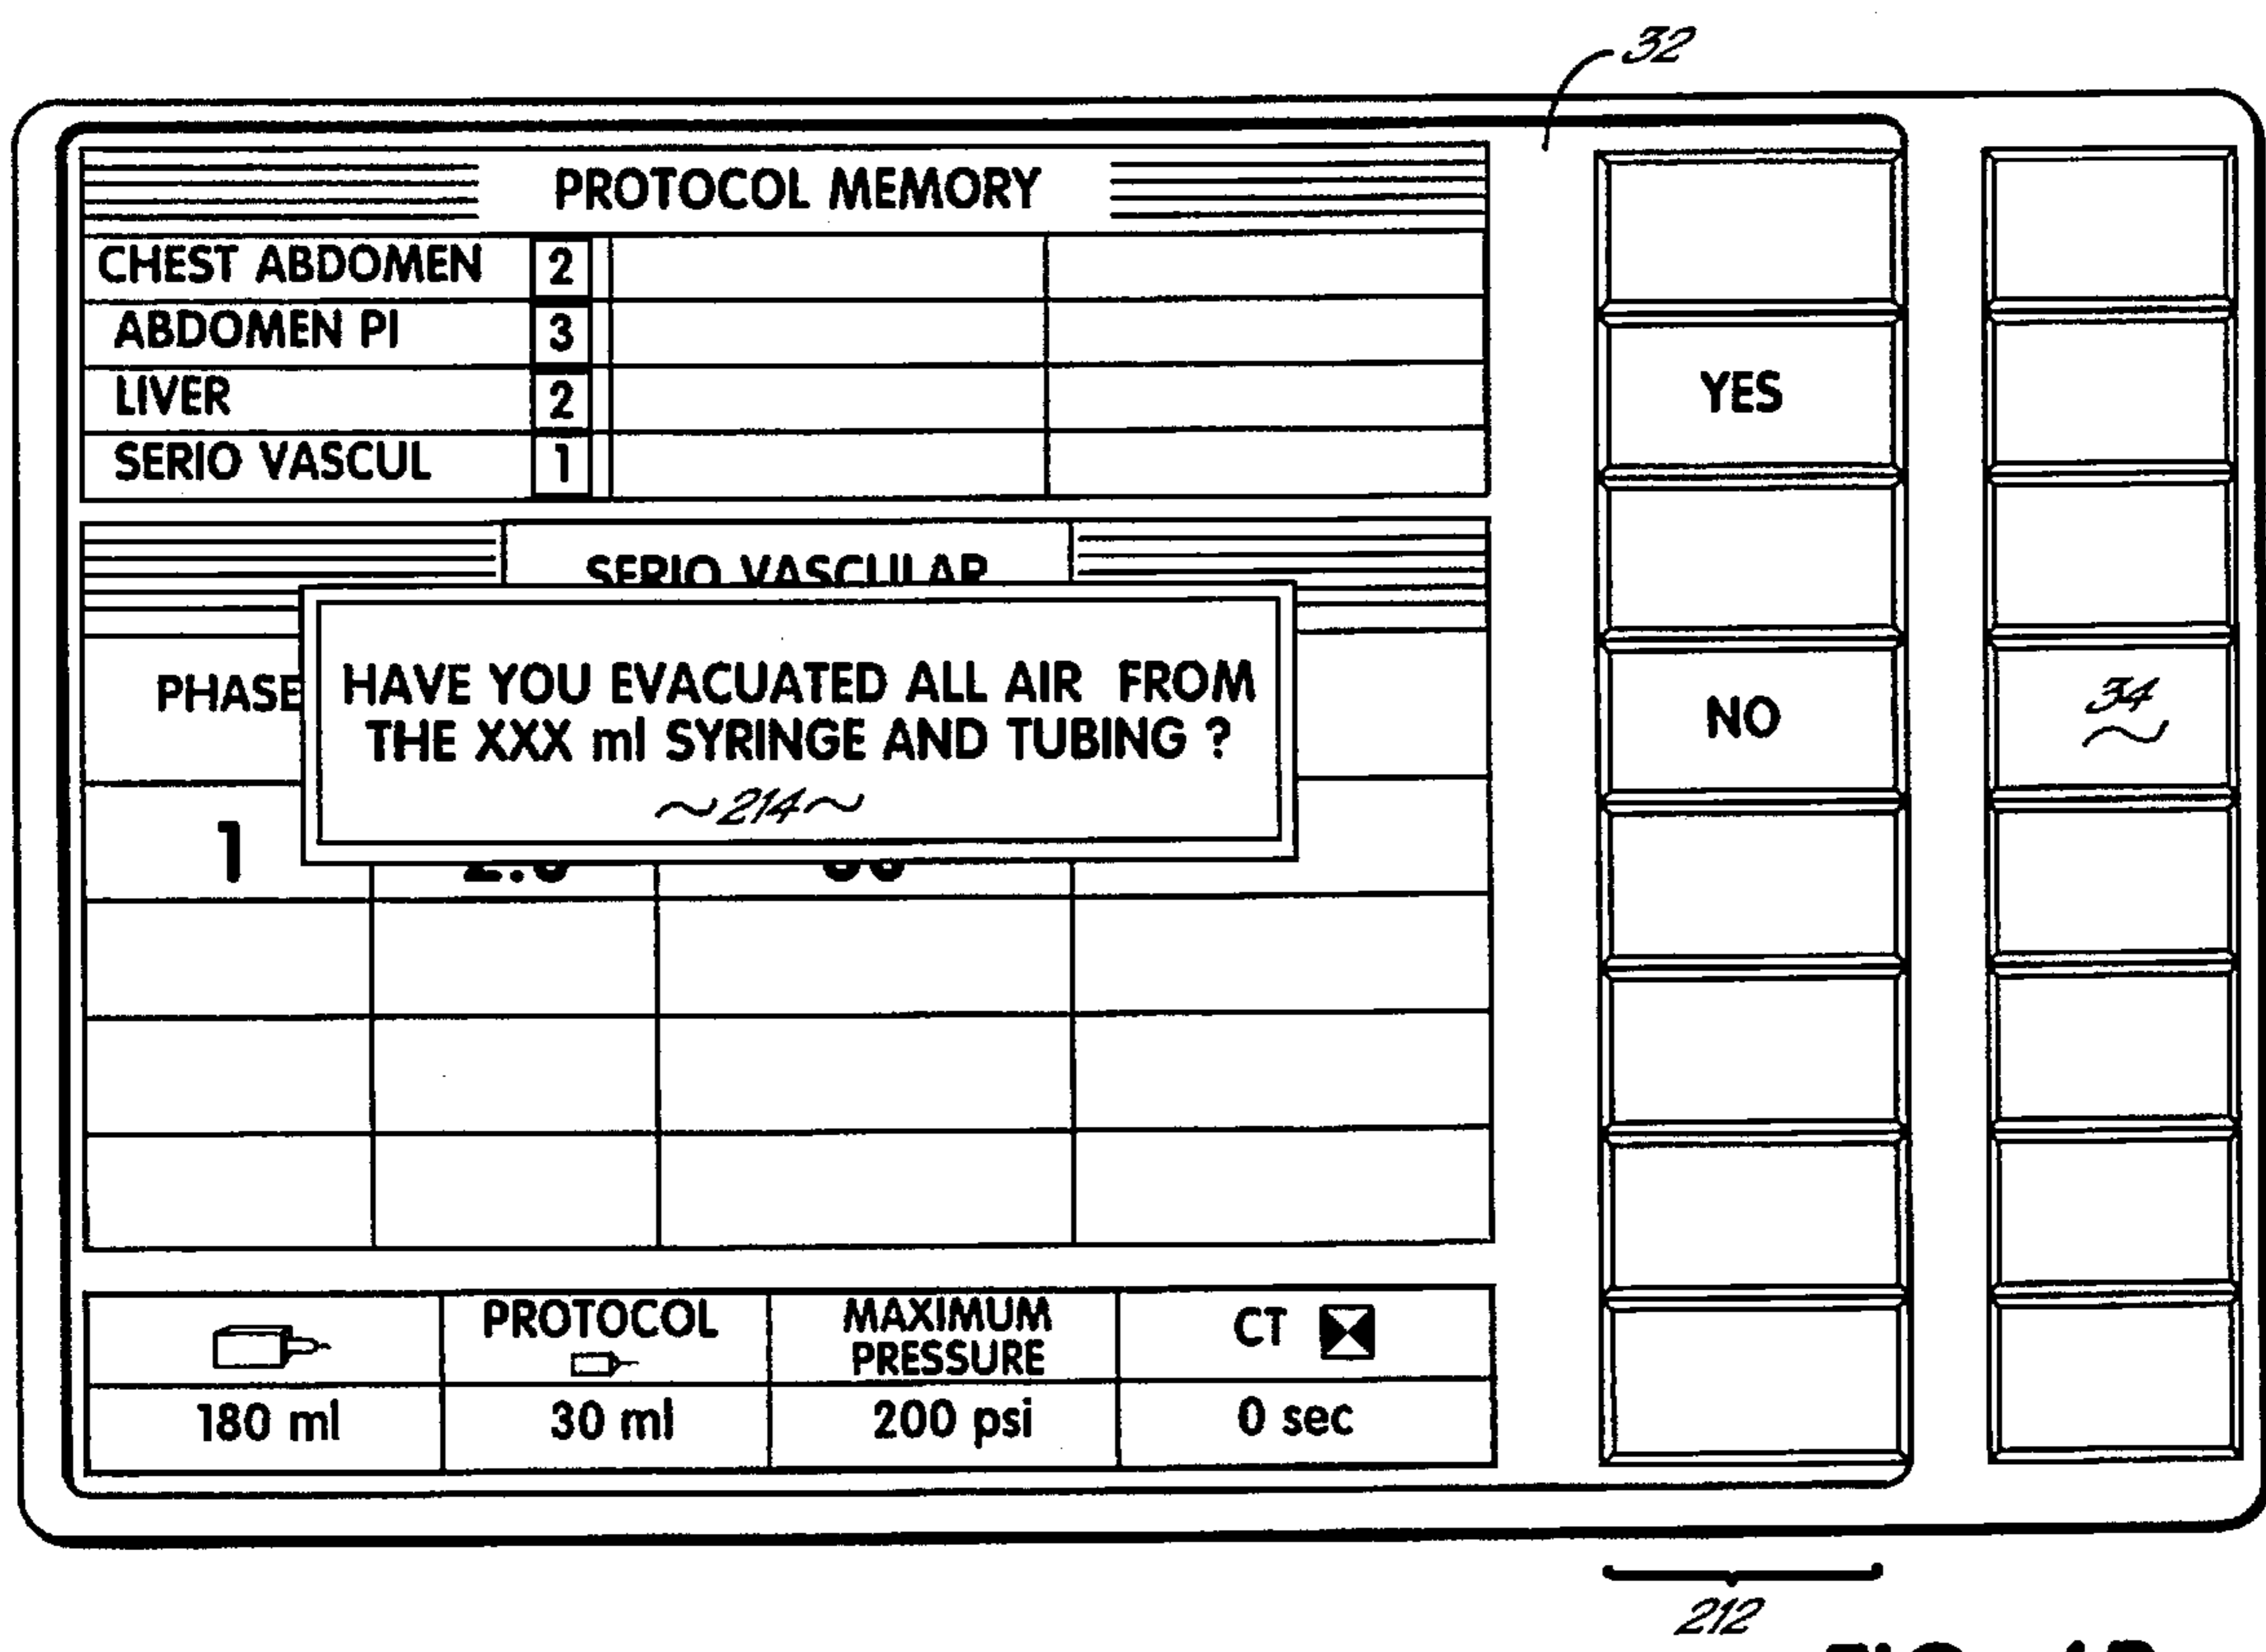 32
PROTOCOL MEMORY
CHEST ABDOMEN 2
ABDOMEN PI 3
LIVER 2
SERIO VASCUL 1
YES
SERIO VASCULAR
HAVE YOU EVACUATED ALL AIR FROM
THE XXX ml SYRINGE AND TUBING ?
214
PHASE
NO
34
1
PROTOCOL
MAXIMUM
PRESSURE
CT
180 ml
30 ml
200 psi
0 sec
212